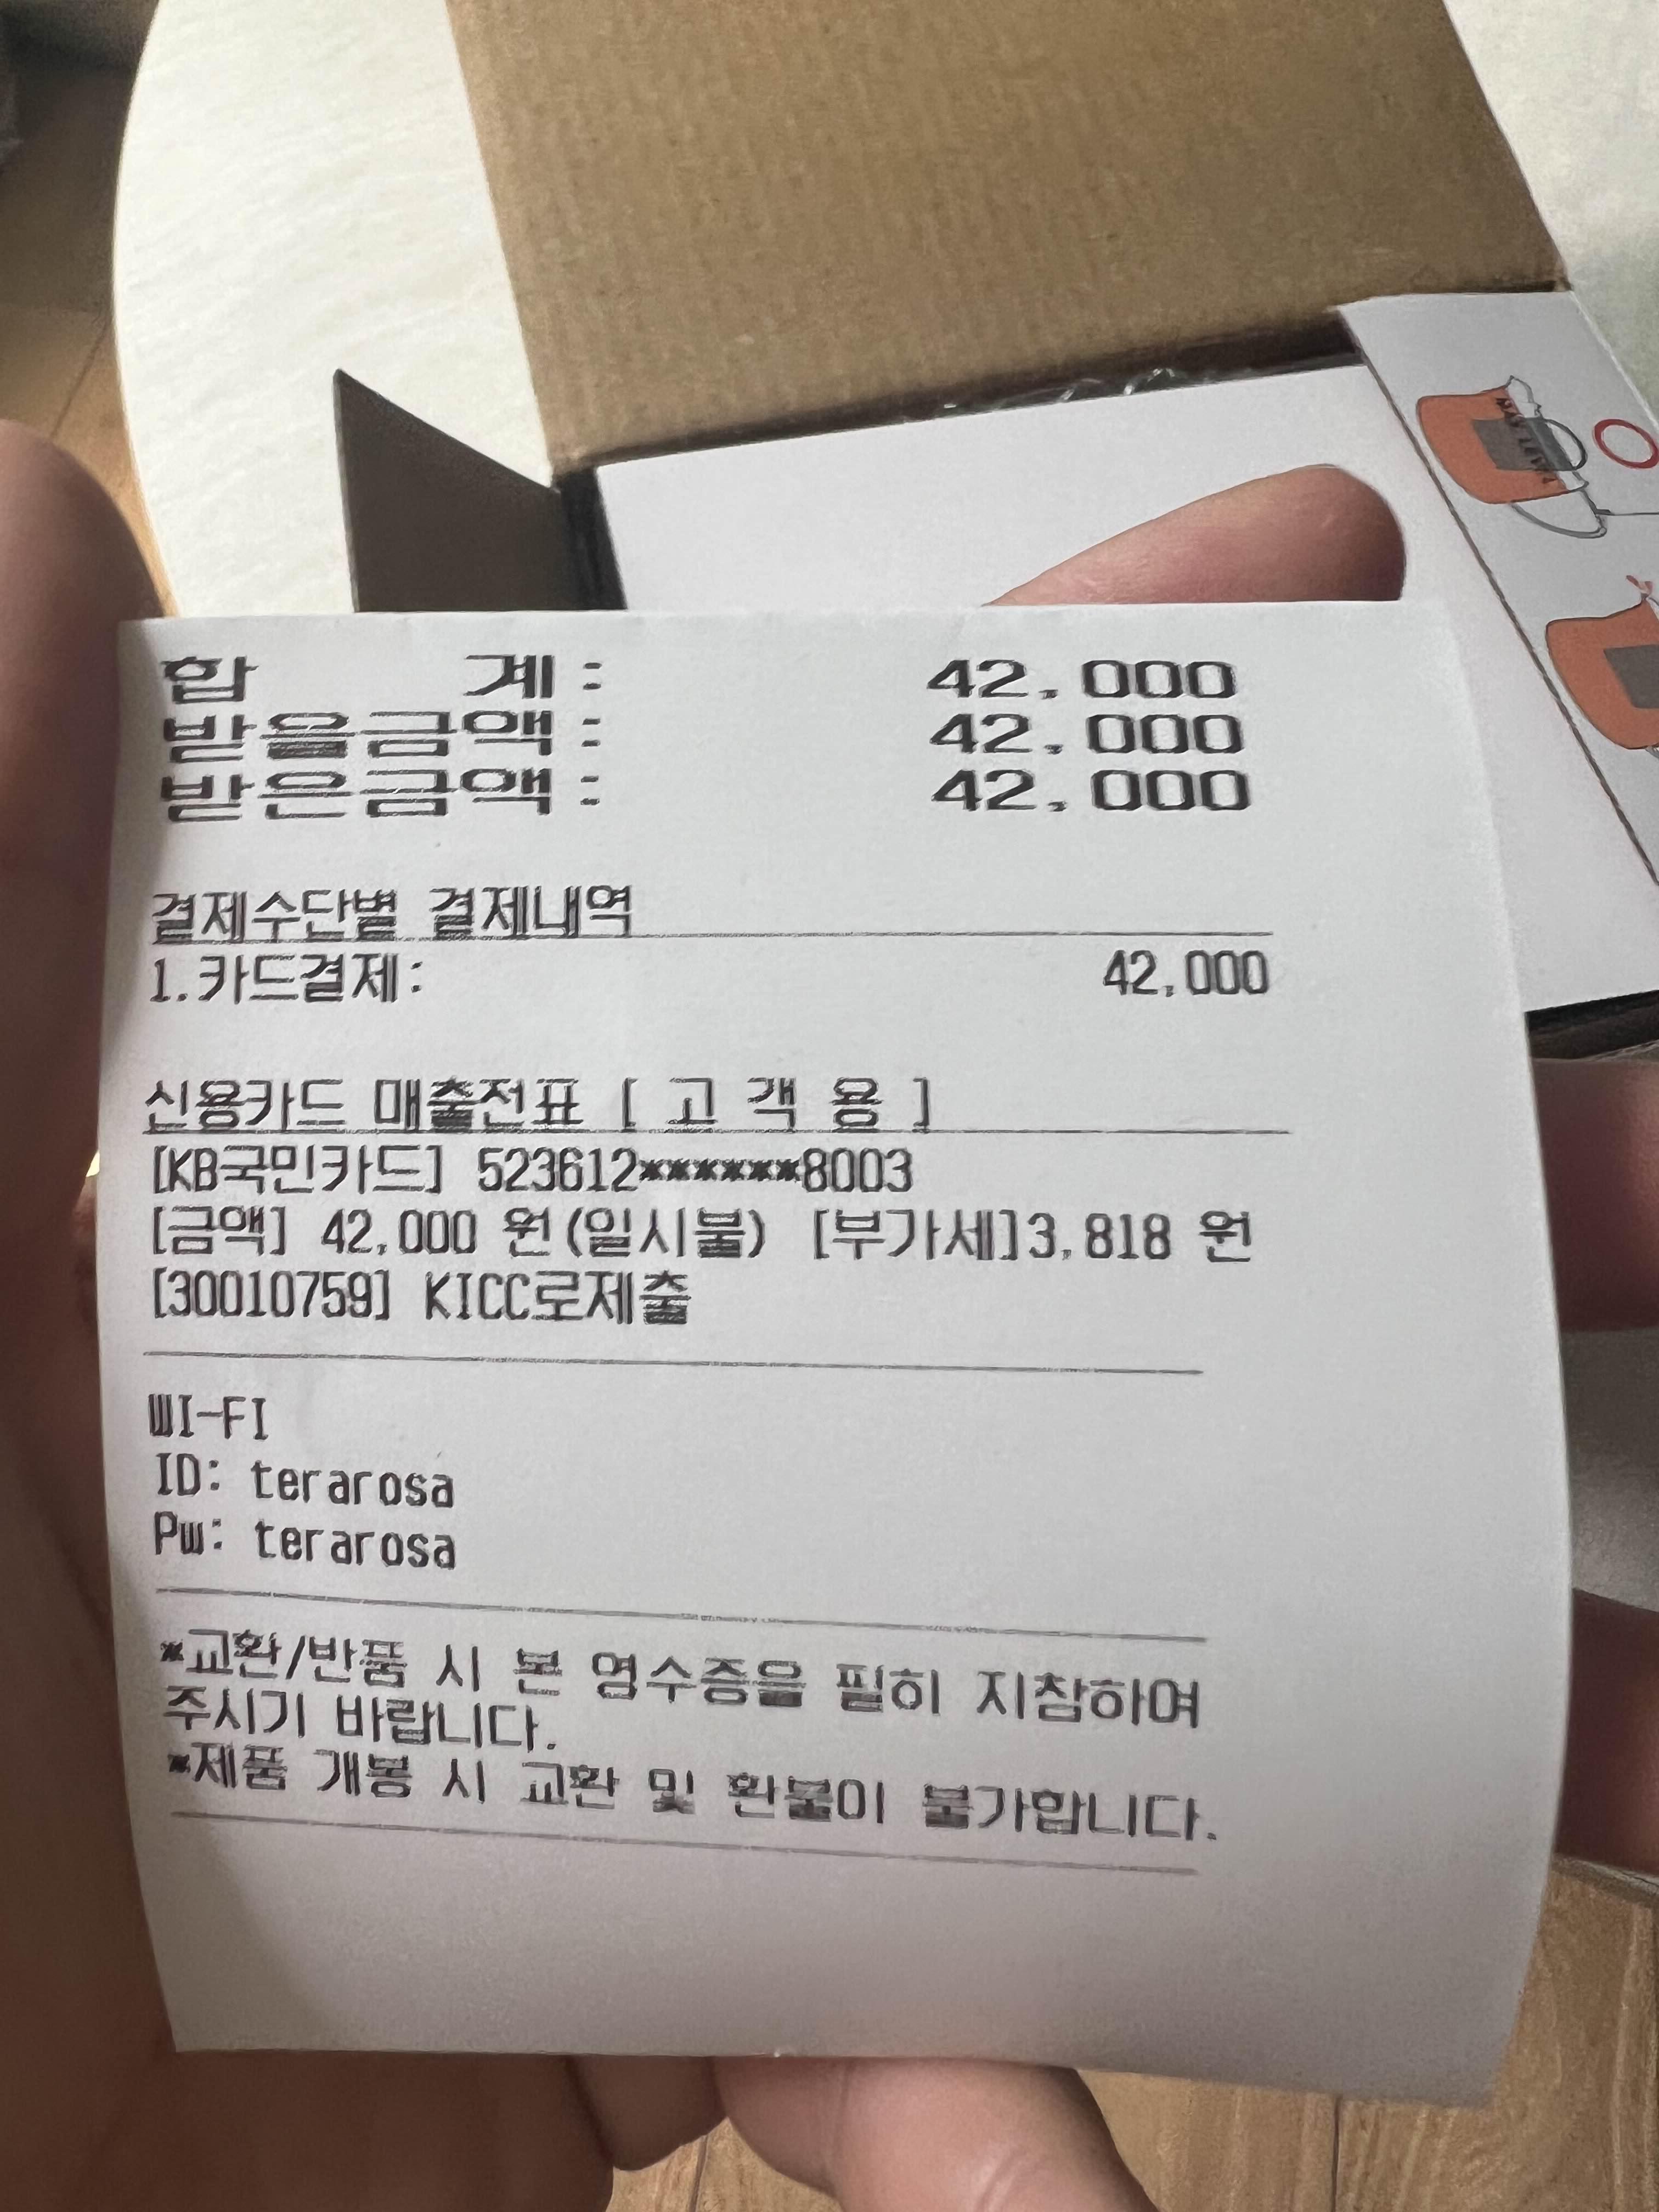 합 계: 42,000
받을금액: 42,000
받은금액: 42,000
결제수단별 결제내역
1.카드결제: 42,000
신용카드 매출전표 [ 고 객 용 ]
[KB국민카드] 523612******8003
[금액] 42,000 원(일시불) [부가세]3,818 원
[30010759] KICC로제출
WI-FI
ID: terarosa
Pw: terarosa
*교환/반품 시 본 영수증을 필히 지참하여
주시기 바랍니다.
*제품 개봉 시 교환 및 환불이 불가합니다.